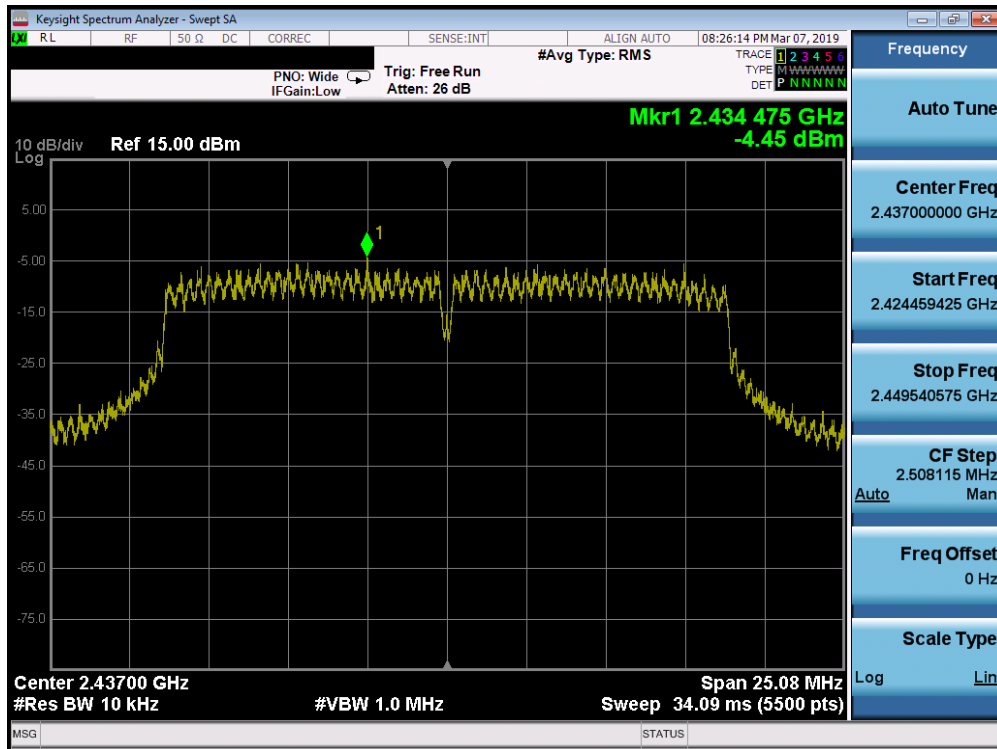 Keysight Spectrum Analyzer - Swept SA
LXI RL RF 50 Ω DC CORREC SENSE:INT ALIGN AUTO 08:26:14 PM Mar 07, 2019
#Avg Type: RMS TRACE 1 2 3 4 5 6
PNO: Wide Trig: Free Run TYPE M WWWWW
IFGain:Low Atten: 26 dB DET P N N N N N
Mkr1 2.434 475 GHz
-4.45 dBm
10 dB/div Ref 15.00 dBm
Log
1
5.00
-5.00
-15.0
-25.0
-35.0
-45.0
-55.0
-65.0
-75.0
Center 2.43700 GHz Span 25.08 MHz
#Res BW 10 kHz #VBW 1.0 MHz Sweep 34.09 ms (5500 pts)
MSG STATUS
Frequency
Auto Tune
Center Freq
2.437000000 GHz
Start Freq
2.424459425 GHz
Stop Freq
2.449540575 GHz
CF Step
2.508115 MHz
Auto Man
Freq Offset
0 Hz
Scale Type
Log Lin